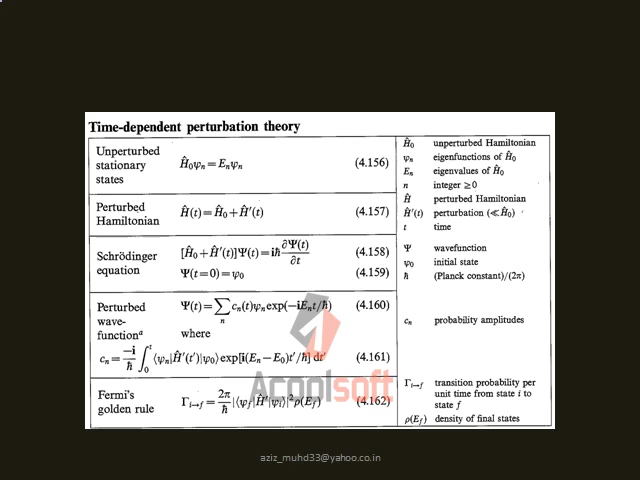 Time-dependent perturbation theory
Unperturbed
stationary
states
Ĥ₀ψₙ = Eₙψₙ (4.156)
Perturbed
Hamiltonian
Ĥ(t) = Ĥ₀ + Ĥ′(t) (4.157)
Schrödinger
equation
[Ĥ₀ + Ĥ′(t)]Ψ(t) = iℏ ∂Ψ(t)/∂t (4.158)
Ψ(t=0) = ψ₀ (4.159)
Perturbed
wave-
functionᵃ
Ψ(t) = ∑ₙ cₙ(t)ψₙ exp(−iEₙt/ℏ) (4.160)
where
cₙ = −i/ℏ ∫₀ᵗ ⟨ψₙ|Ĥ′(t′)|ψ₀⟩ exp[i(Eₙ−E₀)t′/ℏ] dt′ (4.161)
Fermi's
golden rule
Γᵢ→f = 2π/ℏ |⟨ψf|Ĥ′|ψᵢ⟩|²ρ(Ef) (4.162)
Ĥ₀ unperturbed Hamiltonian
ψₙ eigenfunctions of Ĥ₀
Eₙ eigenvalues of Ĥ₀
n integer ≥0
Ĥ perturbed Hamiltonian
Ĥ′(t) perturbation (≪Ĥ₀)
t time
Ψ wavefunction
ψ₀ initial state
ℏ (Planck constant)/(2π)
cₙ probability amplitudes
Γᵢ→f transition probability per
unit time from state i to
state f
ρ(Ef) density of final states
Acoolsoft
aziz_muhd33@yahoo.co.in